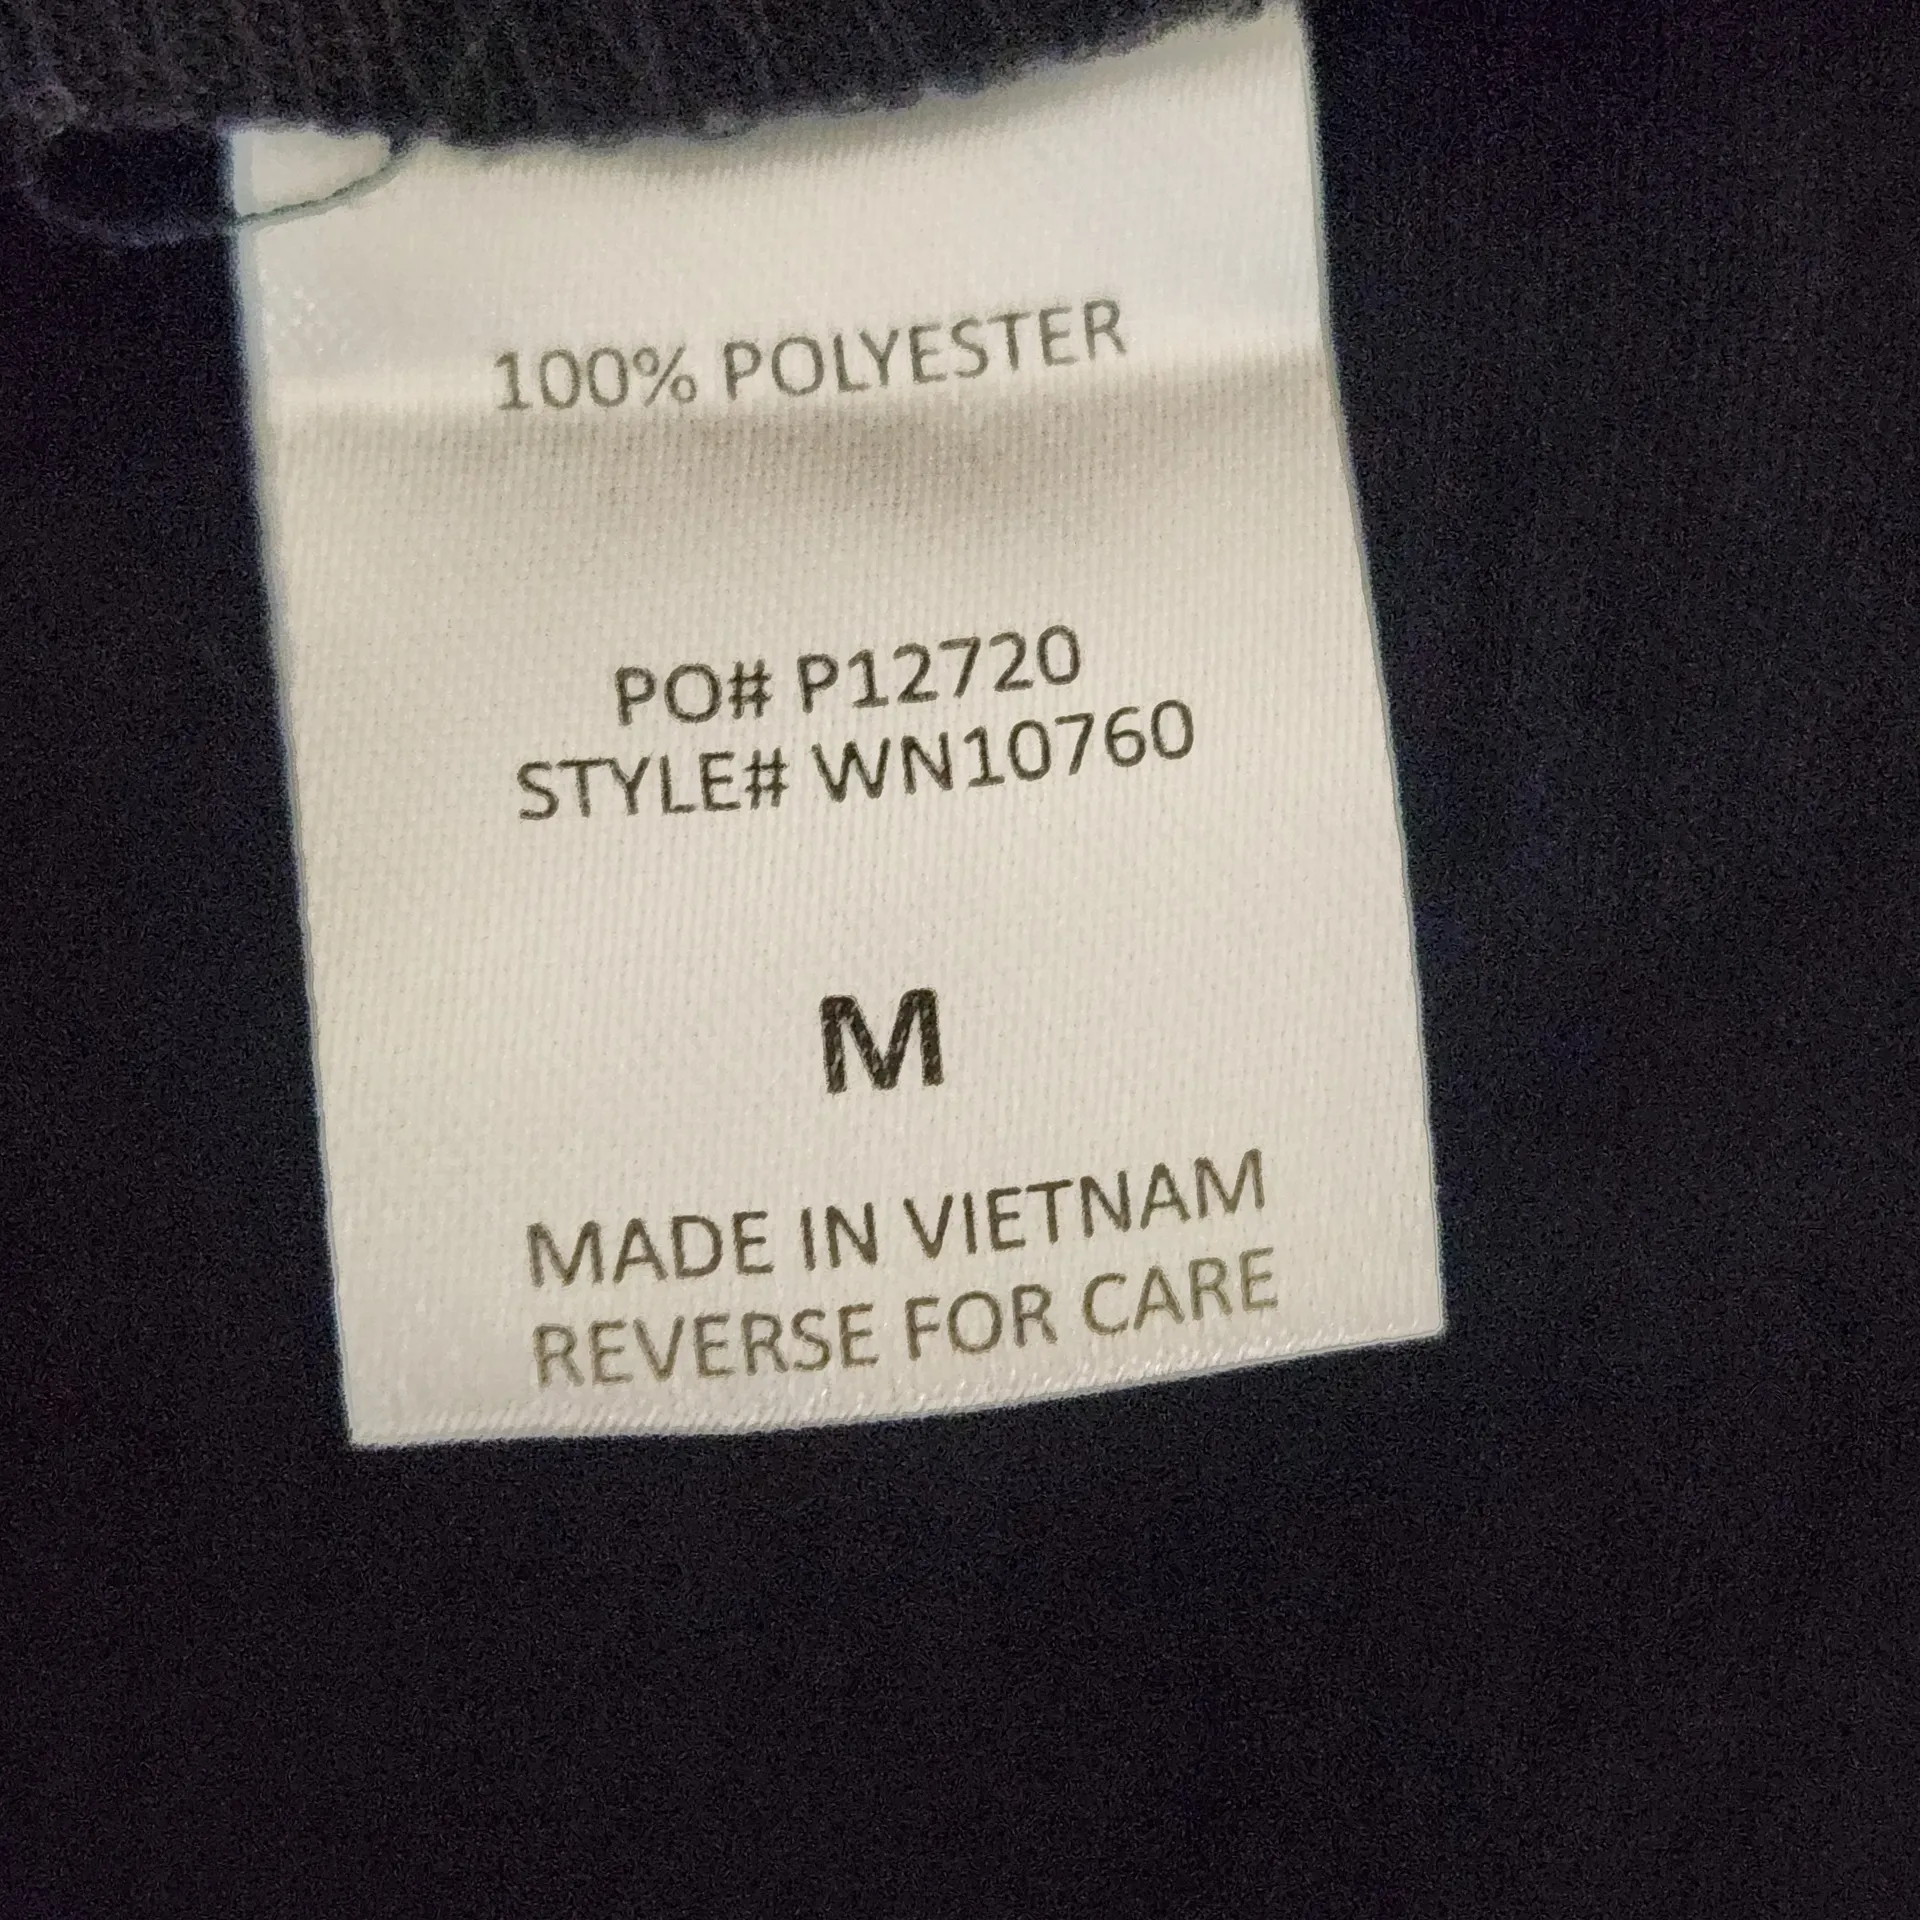 100% POLYESTER
PO# P12720
STYLE# WN10760
M
MADE IN VIETNAM
REVERSE FOR CARE